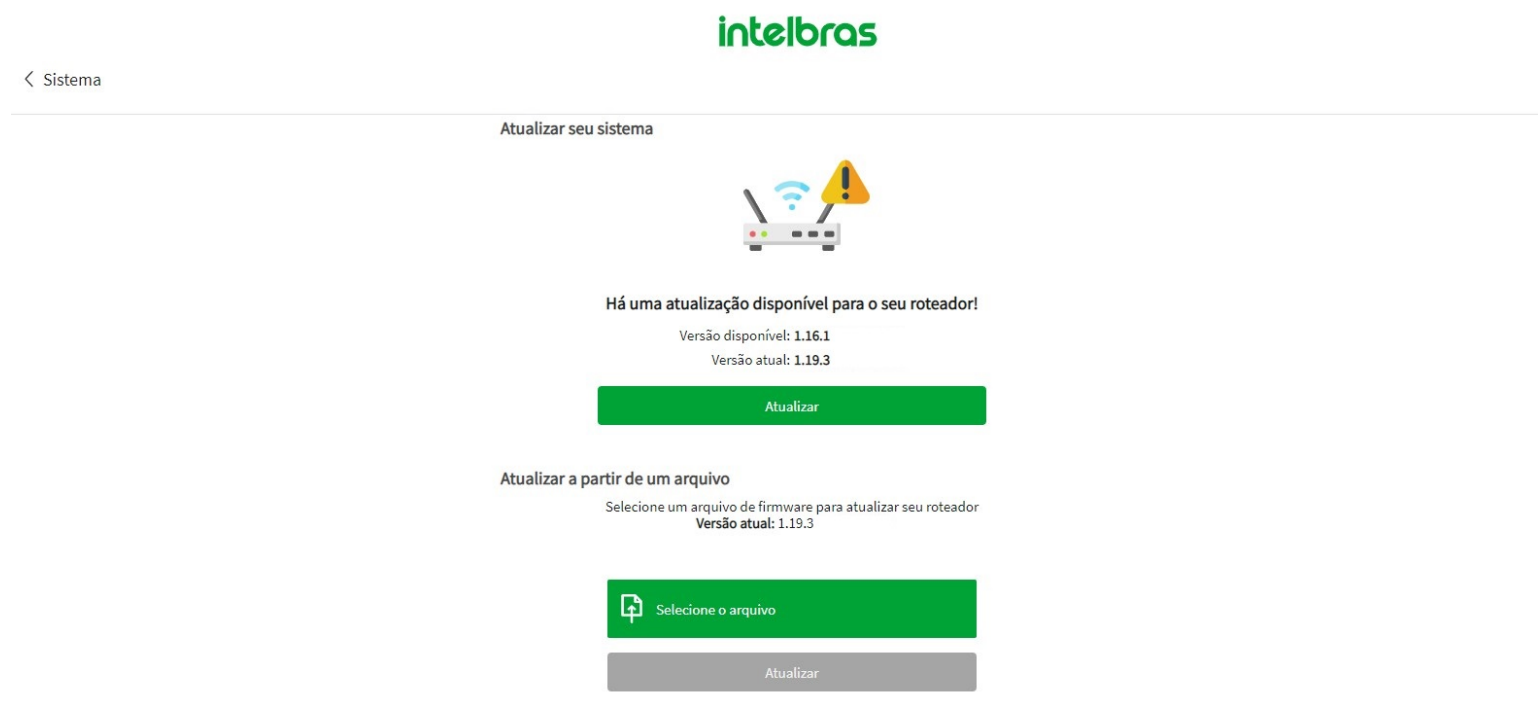 intelbras
Sistema
Atualizar seu sistema
Há uma atualização disponível para o seu roteador!
Versão disponível: 1.16.1
Versão atual: 1.19.3
Atualizar
Atualizar a partir de um arquivo
Selecione um arquivo de firmware para atualizar seu roteador
Versão atual: 1.19.3
Selecione o arquivo
Atualizar